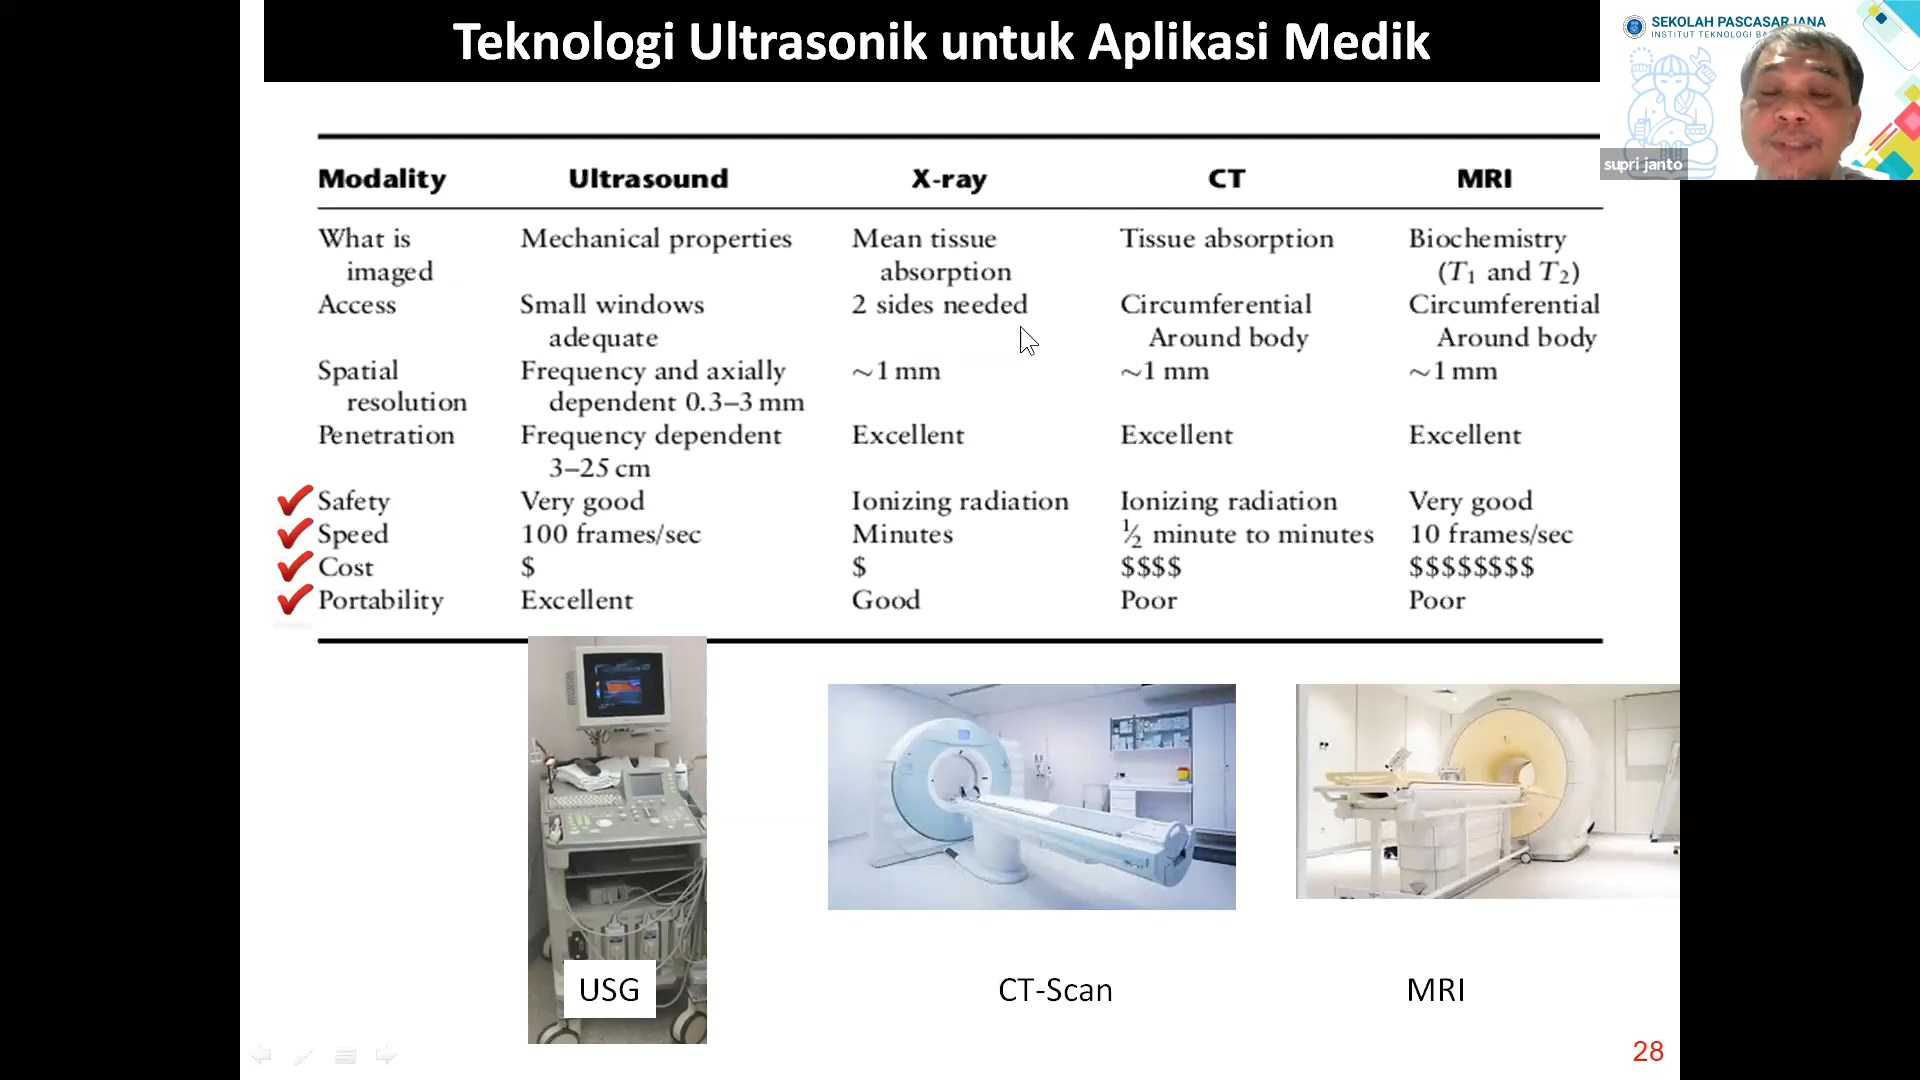 Teknologi Ultrasonik untuk Aplikasi Medik
SEKOLAH PASCASARJANA
INSTITUT TEKNOLOGI
supri janto
Modality Ultrasound X-ray CT MRI
What is Mechanical properties Mean tissue Tissue absorption Biochemistry
imaged absorption (T1 and T2)
Access Small windows 2 sides needed Circumferential Circumferential
adequate Around body Around body
Spatial Frequency and axially ~1 mm ~1 mm ~1 mm
resolution dependent 0.3–3 mm
Penetration Frequency dependent Excellent Excellent Excellent
3–25 cm
Safety Very good Ionizing radiation Ionizing radiation Very good
Speed 100 frames/sec Minutes ½ minute to minutes 10 frames/sec
Cost $ $ $$$$ $$$$$$$$
Portability Excellent Good Poor Poor
USG CT-Scan MRI
28